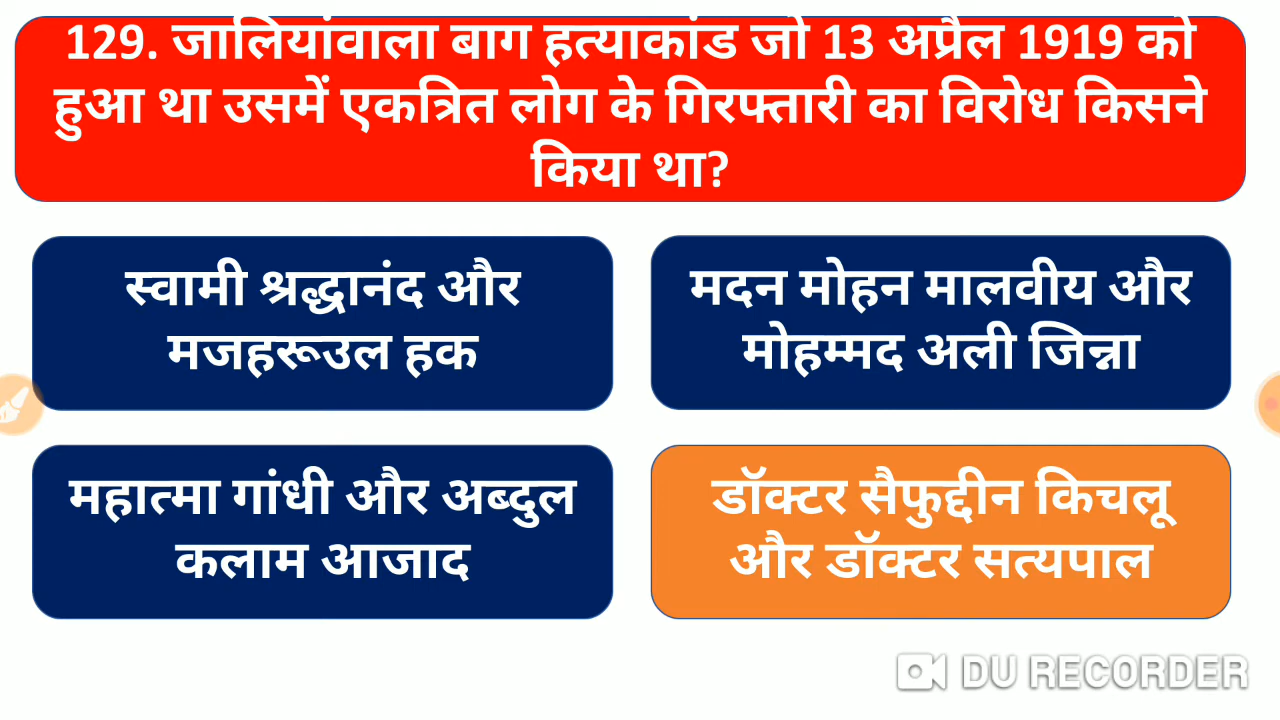 129. जालियांवाला बाग हत्याकांड जो 13 अप्रैल 1919 को
हुआ था उसमें एकत्रित लोग के गिरफ्तारी का विरोध किसने
किया था?
स्वामी श्रद्धानंद और
मजहरूउल हक
मदन मोहन मालवीय और
मोहम्मद अली जिन्ना
महात्मा गांधी और अब्दुल
कलाम आजाद
डॉक्टर सैफुद्दीन किचलू
और डॉक्टर सत्यपाल
DU RECORDER